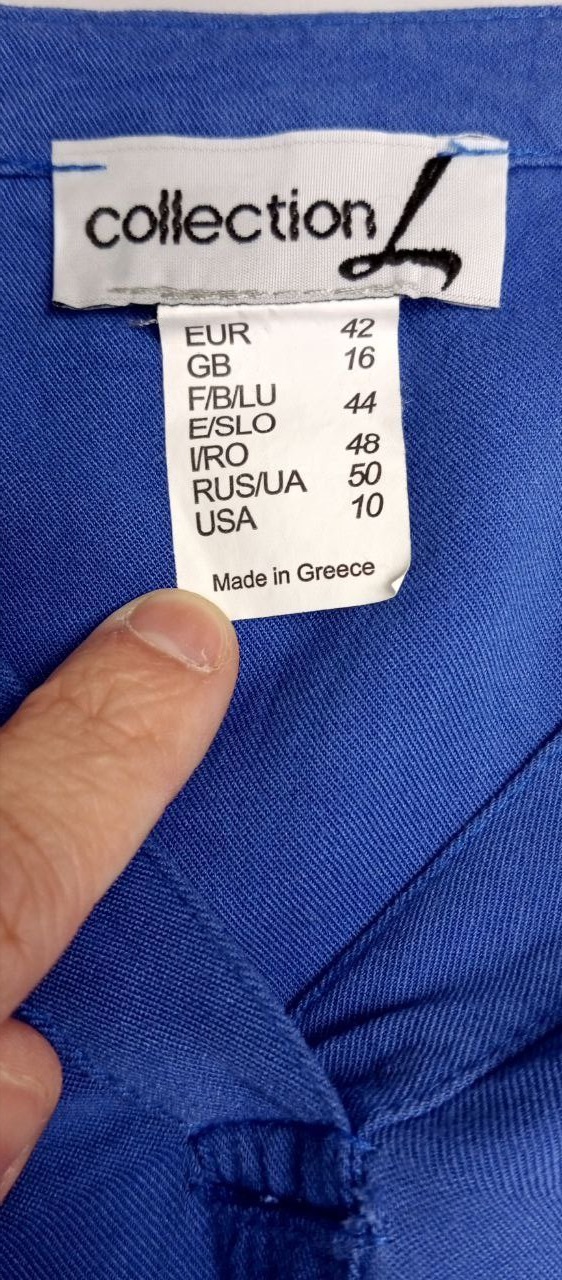 collection L
EUR 42
GB 16
F/B/LU
E/SLO 44
I/RO 48
RUS/UA 50
USA 10
Made in Greece